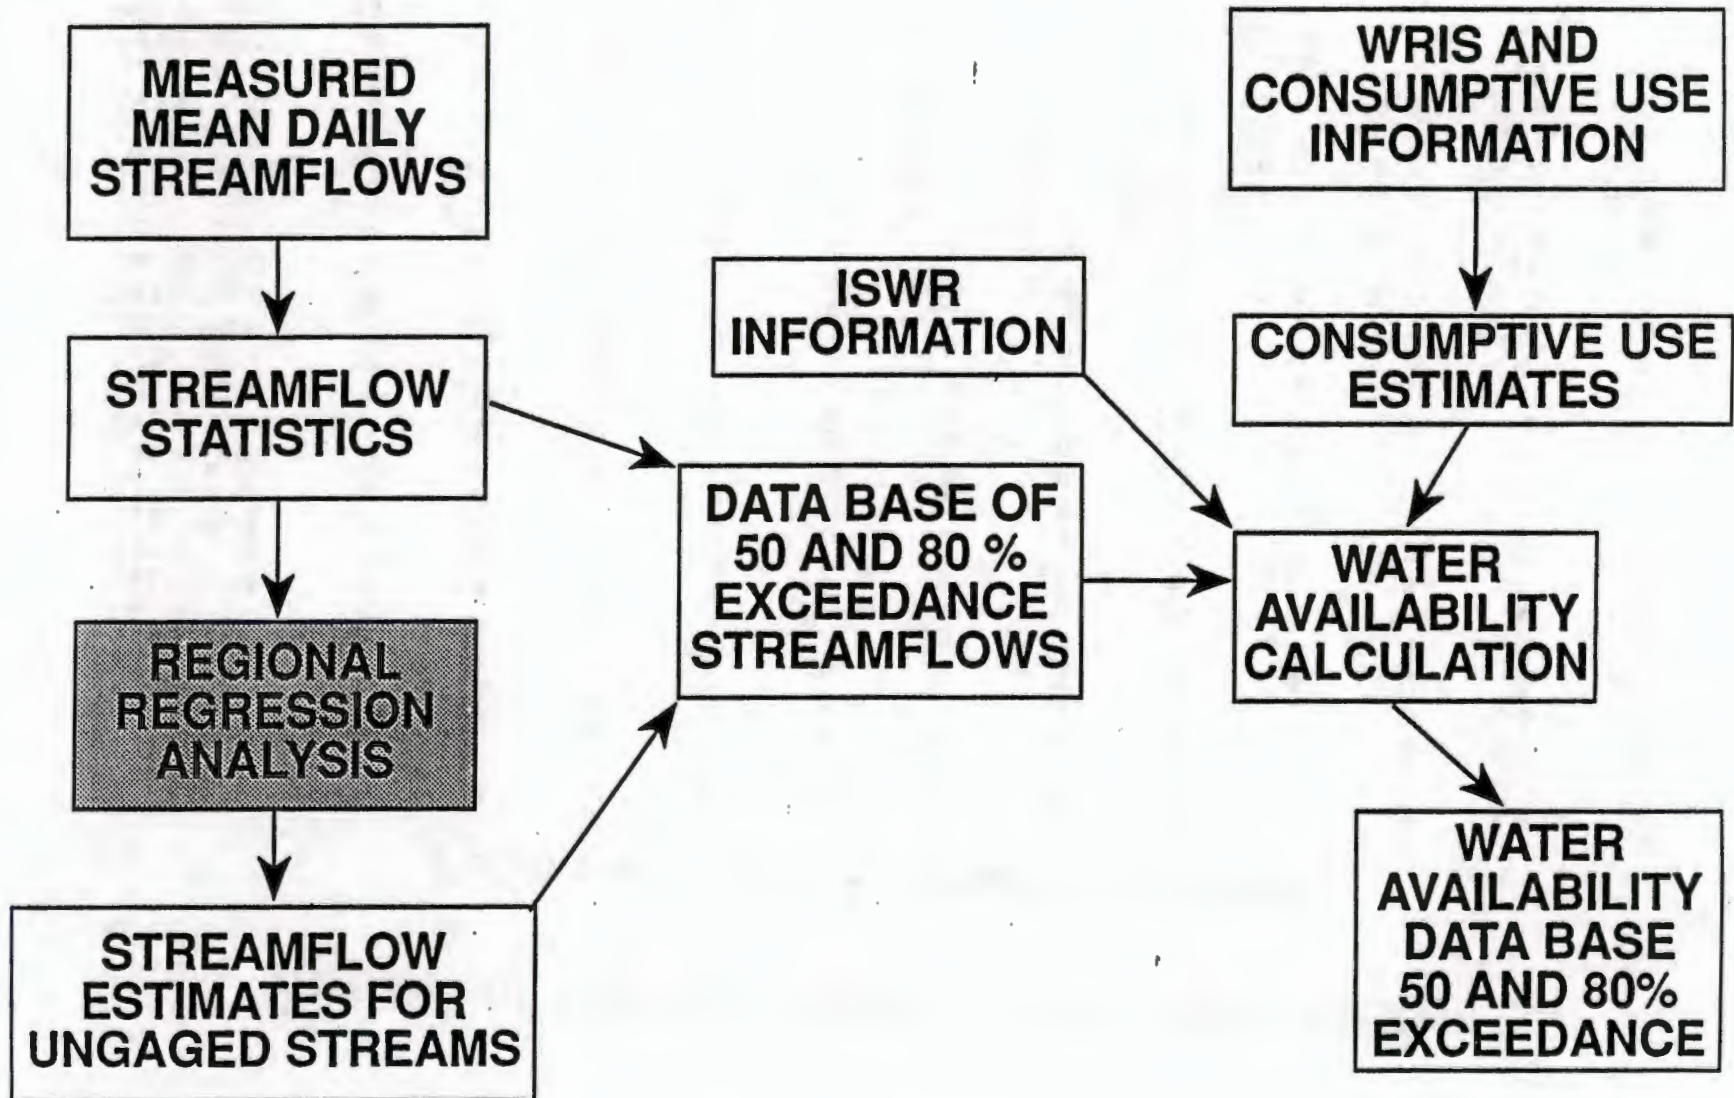 MEASURED
MEAN DAILY
STREAMFLOWS
STREAMFLOW
STATISTICS
REGIONAL
REGRESSION
ANALYSIS
STREAMFLOW
ESTIMATES FOR
UNGAGED STREAMS
ISWR
INFORMATION
DATA BASE OF
50 AND 80 %
EXCEEDANCE
STREAMFLOWS
WRIS AND
CONSUMPTIVE USE
INFORMATION
CONSUMPTIVE USE
ESTIMATES
WATER
AVAILABILITY
CALCULATION
WATER
AVAILABILITY
DATA BASE
50 AND 80%
EXCEEDANCE